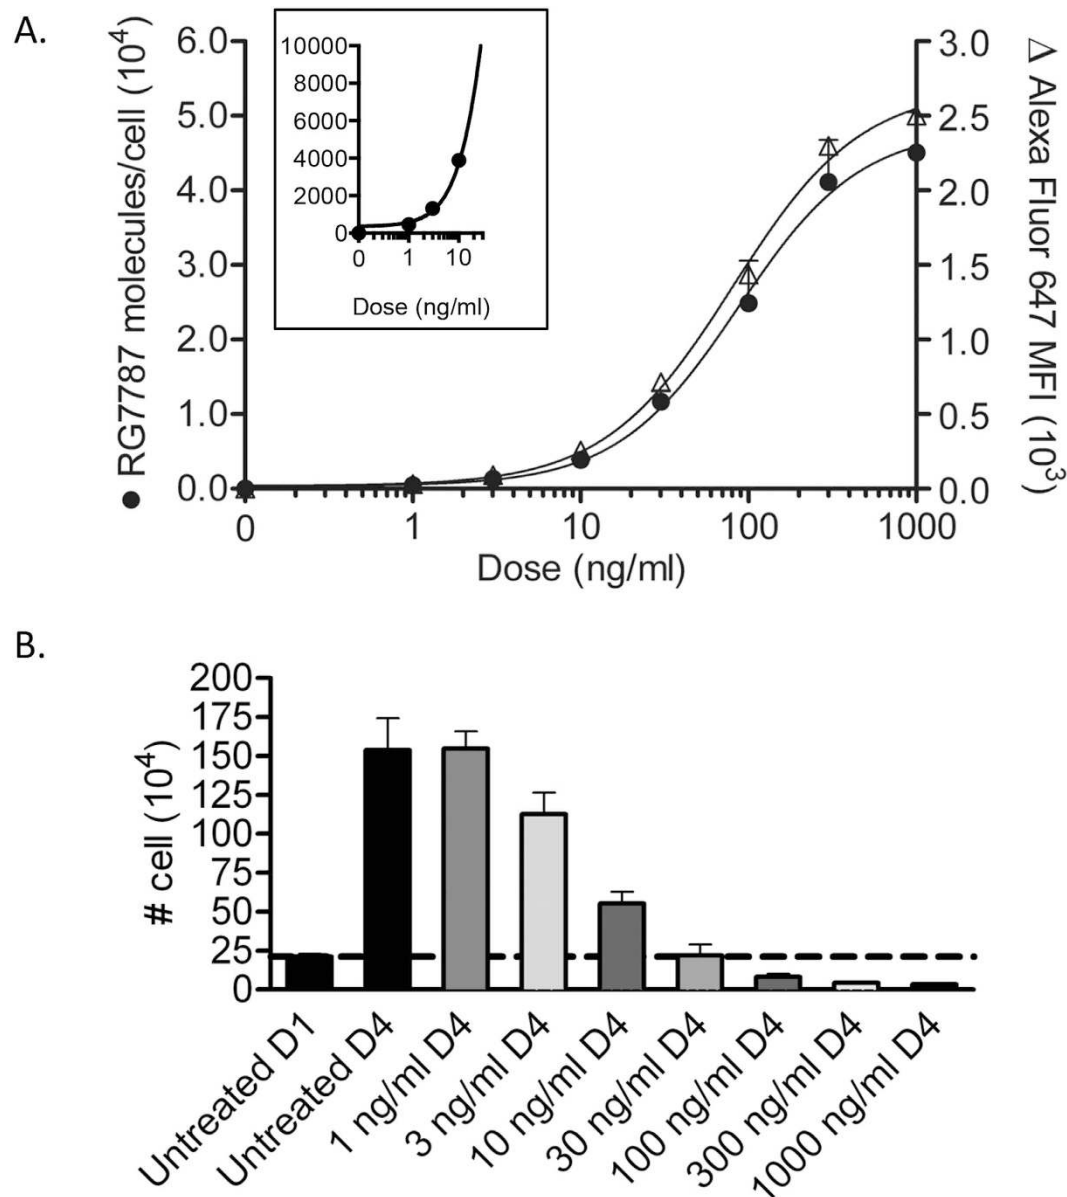 A.
● RG7787 molecules/cell (10⁴)
6.0
5.0
4.0
3.0
2.0
1.0
0.0
10000
8000
6000
4000
2000
0
0 1 10
Dose (ng/ml)
3.0
2.5
2.0
1.5
1.0
0.5
0.0
△ Alexa Fluor 647 MFI (10³)
0 1 10 100 1000
Dose (ng/ml)
B.
# cell (10⁴)
200
175
150
125
100
75
50
25
0
Untreated D1
Untreated D4
1 ng/ml D4
3 ng/ml D4
10 ng/ml D4
30 ng/ml D4
100 ng/ml D4
300 ng/ml D4
1000 ng/ml D4